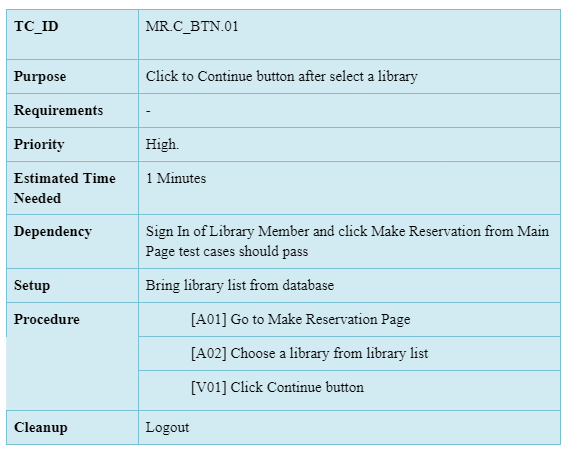 TC_ID MR.C_BTN.01
Purpose Click to Continue button after select a library
Requirements -
Priority High.
Estimated Time Needed 1 Minutes
Dependency Sign In of Library Member and click Make Reservation from Main
Page test cases should pass
Setup Bring library list from database
Procedure [A01] Go to Make Reservation Page
[A02] Choose a library from library list
[V01] Click Continue button
Cleanup Logout